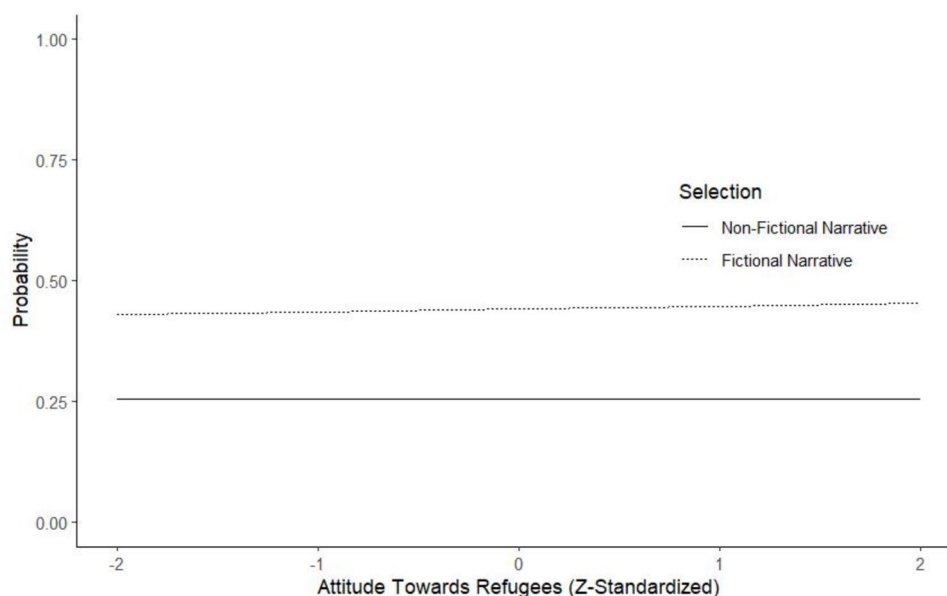 1.00
0.75
0.50
0.25
0.00
Probability
Selection
Non-Fictional Narrative
Fictional Narrative
-2
-1
0
1
2
Attitude Towards Refugees (Z-Standardized)